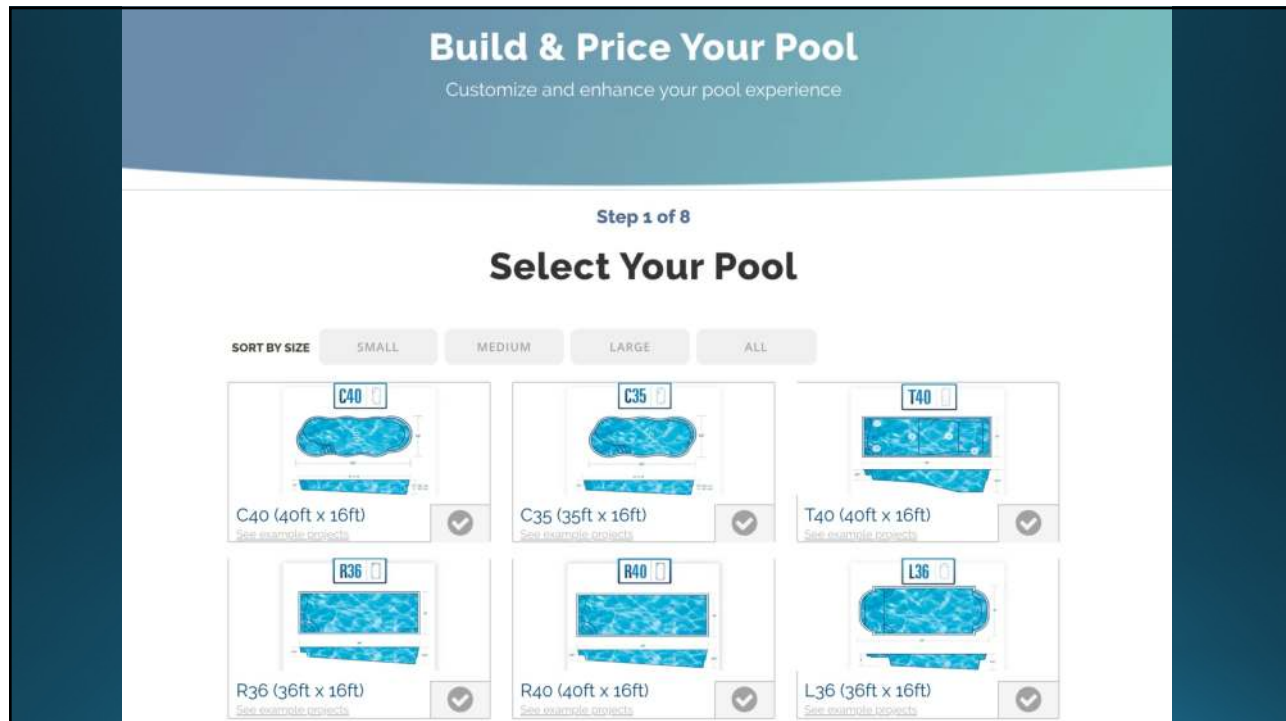 Build & Price Your Pool
Customize and enhance your pool experience
Step 1 of 8
Select Your Pool
SORT BY SIZE SMALL MEDIUM LARGE ALL
C40 C35 T40
C40 (40ft x 16ft) C35 (35ft x 16ft) T40 (40ft x 16ft)
See example projects See example projects See example projects
R36 R40 L36
R36 (36ft x 16ft) R40 (40ft x 16ft) L36 (36ft x 16ft)
See example projects See example projects See example projects